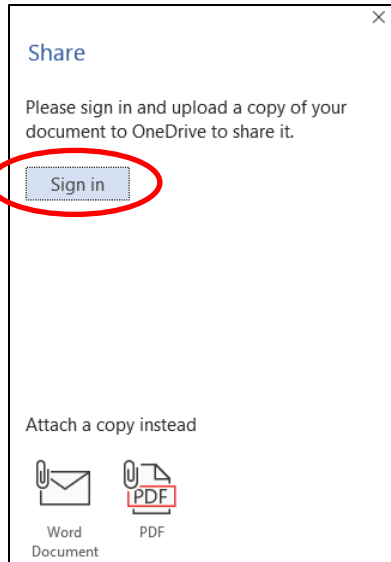 Share
Please sign in and upload a copy of your
document to OneDrive to share it.
Sign in
Attach a copy instead
PDF
Word
Document
PDF